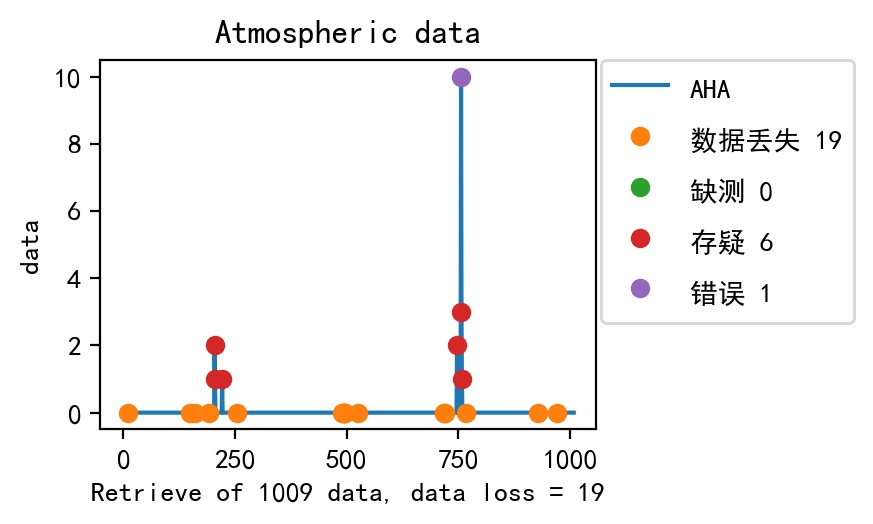 Atmospheric data
10
8
6
4
2
0
data
0 250 500 750 1000
Retrieve of 1009 data, data loss = 19
AHA
数据丢失 19
缺测 0
存疑 6
错误 1